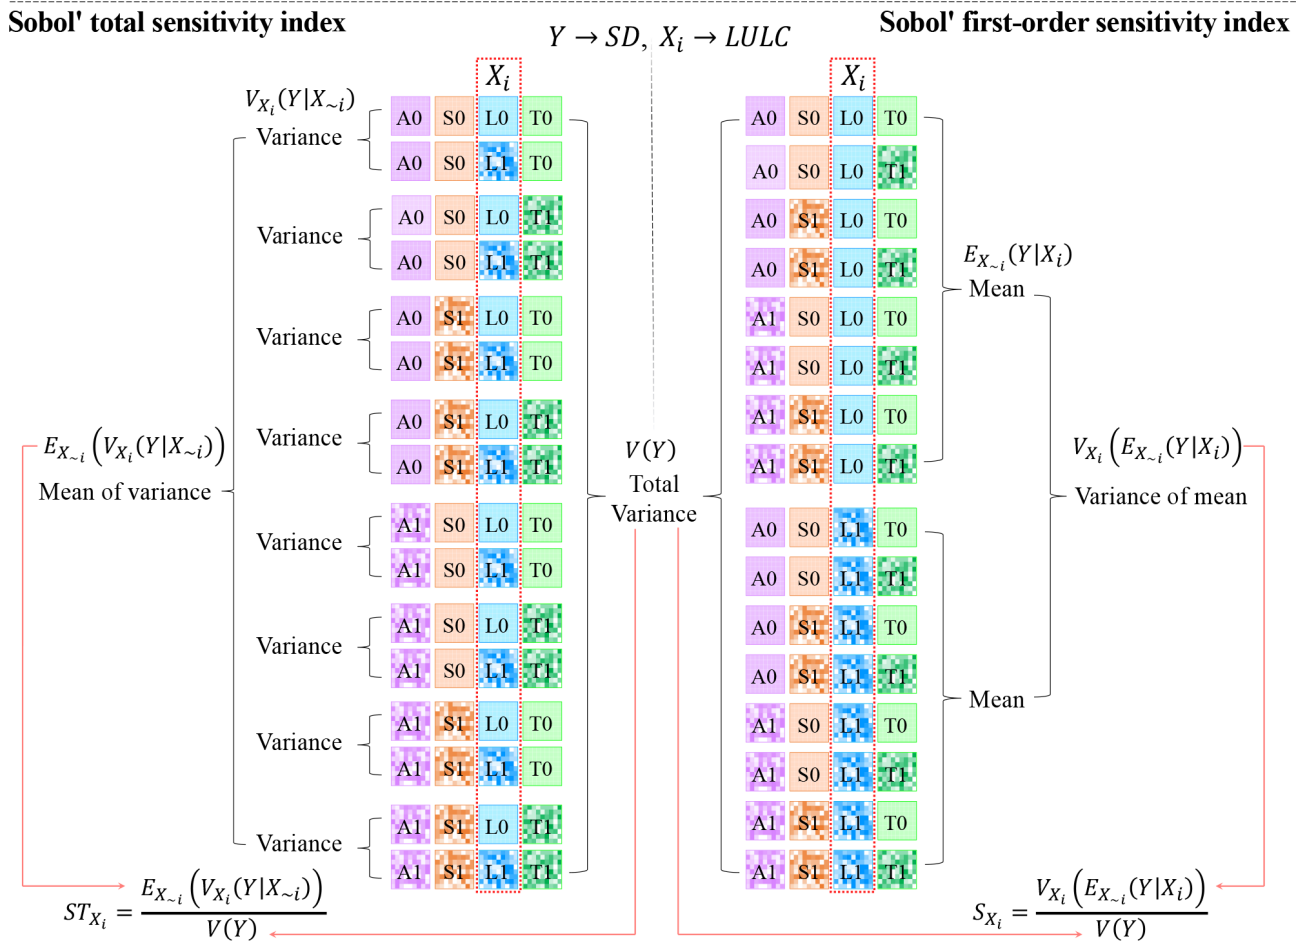 Sobol' total sensitivity index
Y → SD, X_i → LULC
Sobol' first-order sensitivity index
X_i
X_i
V_{X_i}(Y|X_{~i})
Variance
A0 S0 L0 T0
A0 S0 L1 T0
Variance
A0 S0 L0 T1
A0 S0 L1 T1
Variance
A0 S1 L0 T0
A0 S1 L1 T0
Variance
A0 S1 L0 T1
A0 S1 L1 T1
Variance
A1 S0 L0 T0
A1 S0 L1 T0
Variance
A1 S0 L0 T1
A1 S0 L1 T1
Variance
A1 S1 L0 T0
A1 S1 L1 T0
Variance
A1 S1 L0 T1
A1 S1 L1 T1
E_{X_{~i}}(V_{X_i}(Y|X_{~i}))
Mean of variance
ST_{X_i} = E_{X_{~i}}(V_{X_i}(Y|X_{~i})) / V(Y)
V(Y)
Total
Variance
A0 S0 L0 T0
A0 S0 L0 T1
A0 S1 L0 T0
A0 S1 L0 T1
A1 S0 L0 T0
A1 S0 L0 T1
A1 S1 L0 T0
A1 S1 L0 T1
E_{X_{~i}}(Y|X_i)
Mean
A0 S0 L1 T0
A0 S0 L1 T1
A0 S1 L1 T0
A0 S1 L1 T1
A1 S0 L1 T0
A1 S0 L1 T1
A1 S1 L1 T0
A1 S1 L1 T1
Mean
V_{X_i}(E_{X_{~i}}(Y|X_i))
Variance of mean
S_{X_i} = V_{X_i}(E_{X_{~i}}(Y|X_i)) / V(Y)